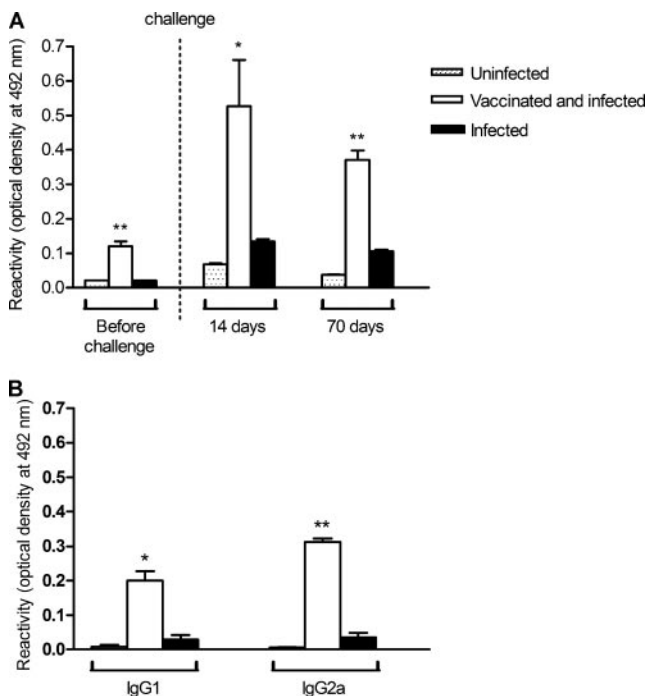 A
challenge
Reactivity (optical density at 492 nm)
0.7
0.6
0.5
0.4
0.3
0.2
0.1
0.0
**
*
**
Before
challenge
14 days
70 days
Uninfected
Vaccinated and infected
Infected
B
Reactivity (optical density at 492 nm)
0.7
0.6
0.5
0.4
0.3
0.2
0.1
0.0
*
**
IgG1
IgG2a